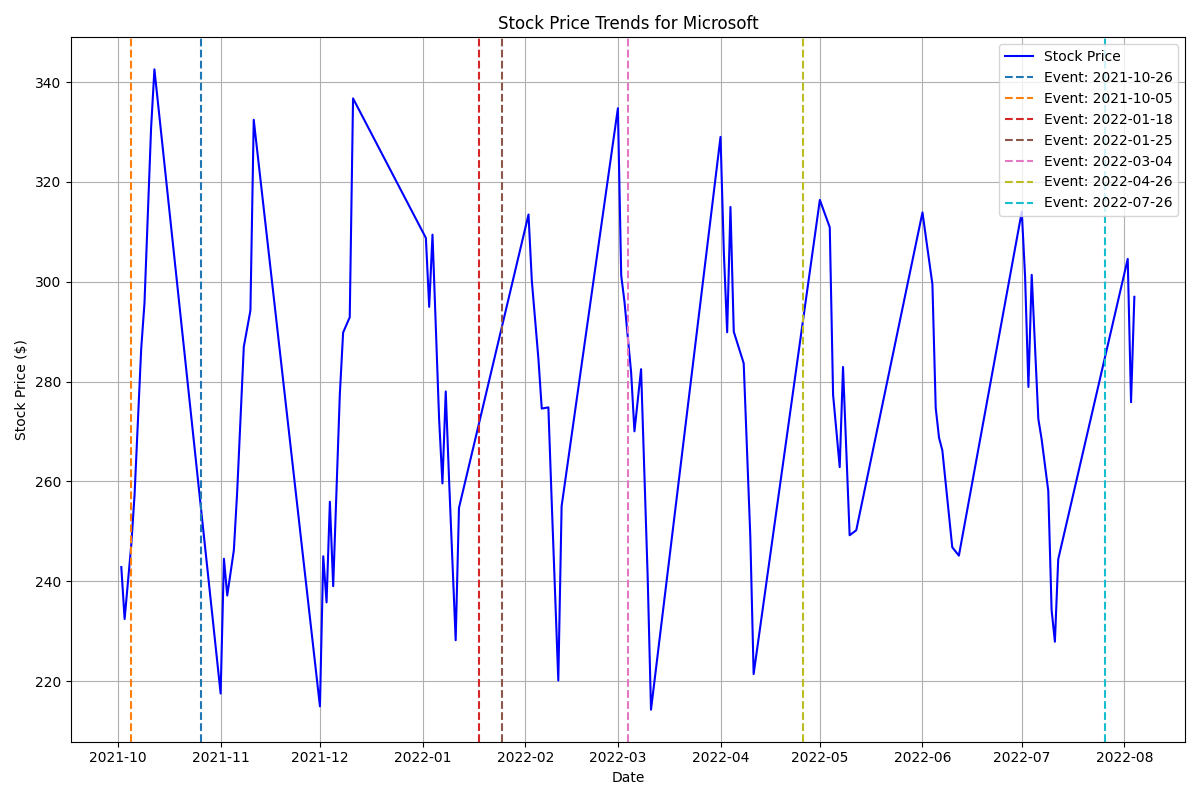 Stock Price Trends for Microsoft
Stock Price
Event: 2021-10-26
Event: 2021-10-05
Event: 2022-01-18
Event: 2022-01-25
Event: 2022-03-04
Event: 2022-04-26
Event: 2022-07-26
Stock Price ($)
340
320
300
280
260
240
220
2021-10 2021-11 2021-12 2022-01 2022-02 2022-03 2022-04 2022-05 2022-06 2022-07 2022-08
Date